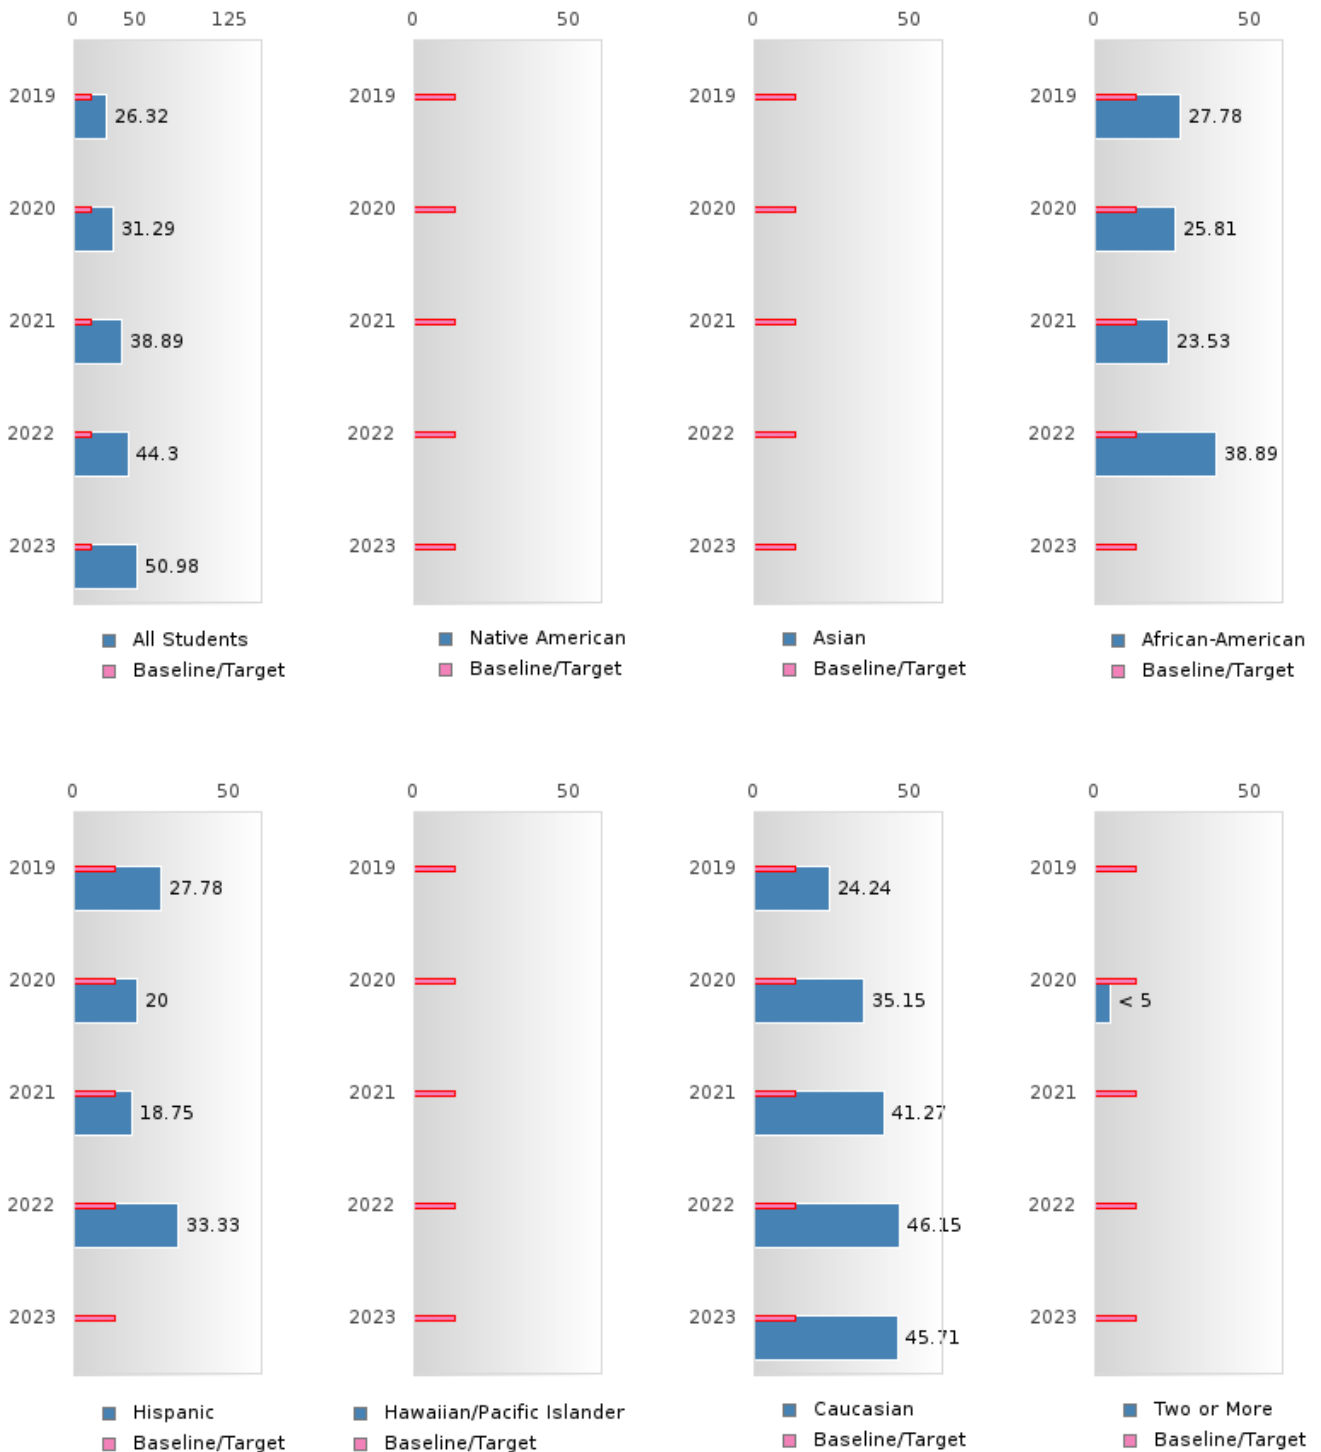 0 50 125
0 50
0 50
0 50
2019 26.32
2019
2019
2019 27.78
2020 31.29
2020
2020
2020 25.81
2021 38.89
2021
2021
2021 23.53
2022 44.3
2022
2022
2022 38.89
2023 50.98
2023
2023
2023
All Students
Baseline/Target
Native American
Baseline/Target
Asian
Baseline/Target
African-American
Baseline/Target
0 50
0 50
0 50
0 50
2019 27.78
2019
2019 24.24
2019
2020 20
2020
2020 35.15
2020 < 5
2021 18.75
2021
2021 41.27
2021
2022 33.33
2022
2022 46.15
2022
2023
2023
2023 45.71
2023
Hispanic
Baseline/Target
Hawaiian/Pacific Islander
Baseline/Target
Caucasian
Baseline/Target
Two or More
Baseline/Target